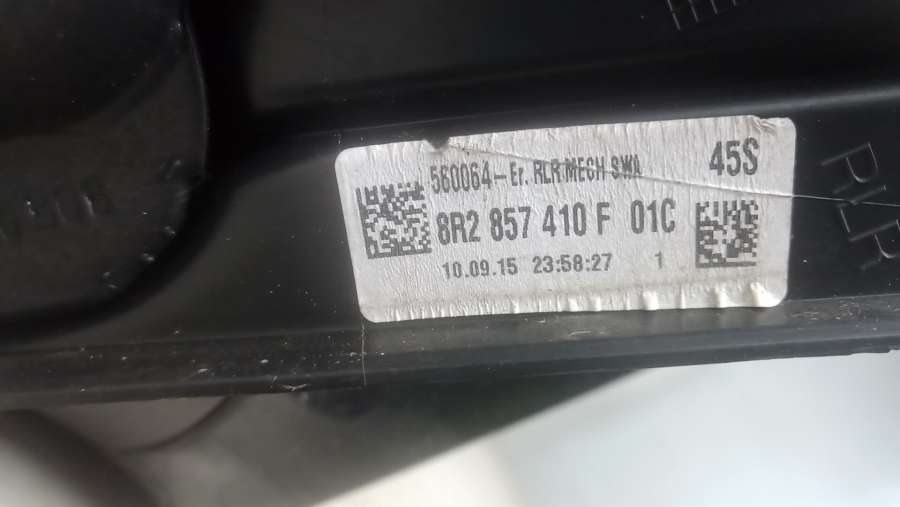 560064-Er. RLR MECH SWA 45S
8R2 857 410 F 01C
10.09.15 23:58:27 1
RLR